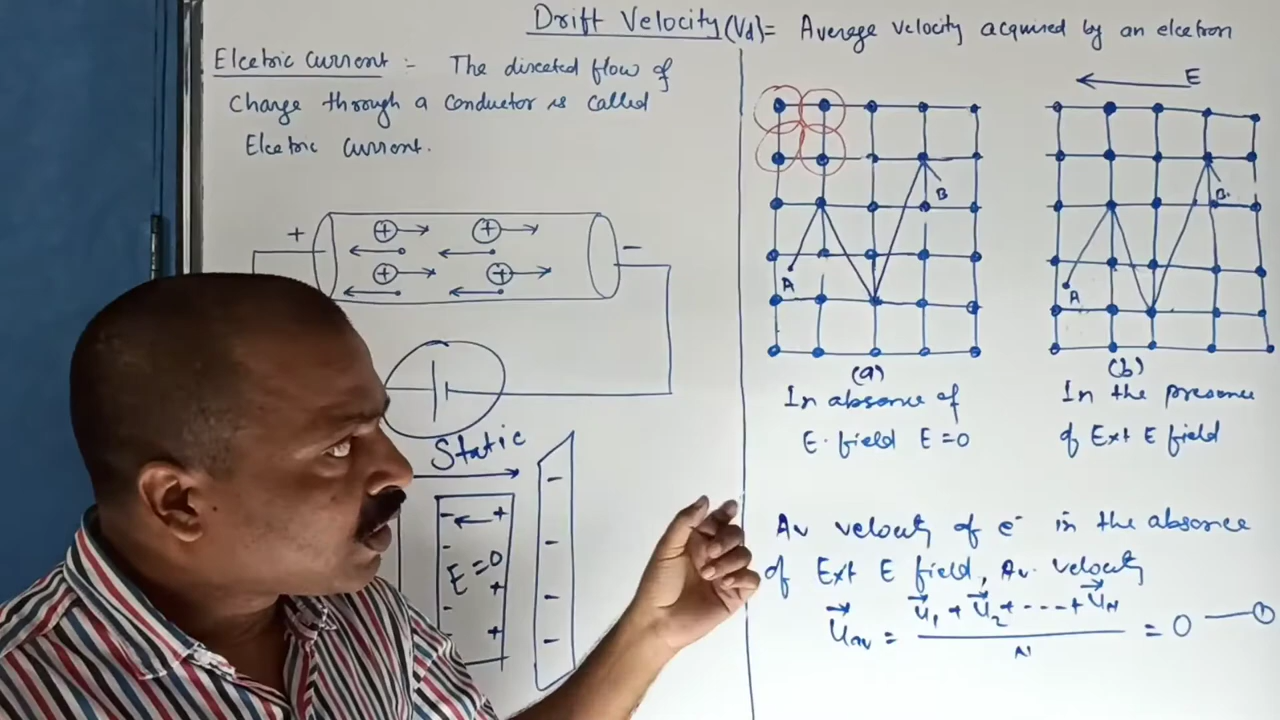 Drift Velocity (Vd) = Average velocity acquired by an electron
Electric Current :- The directed flow of
Charge through a Conductor is called
Electric Current.
+ -
+ +
+ +
Static
- +
-
E = 0
+
- +
-
-
-
-
E
A
B
(a)
In absence of
E. field E = 0
A
B.
(b)
In the presence
of Ext E field
Av velocity of e⁻ in the absence
of Ext E field, Av. velocity
u⃗av = (u⃗1 + u⃗2 + ---- + u⃗N) / N = 0 — ①